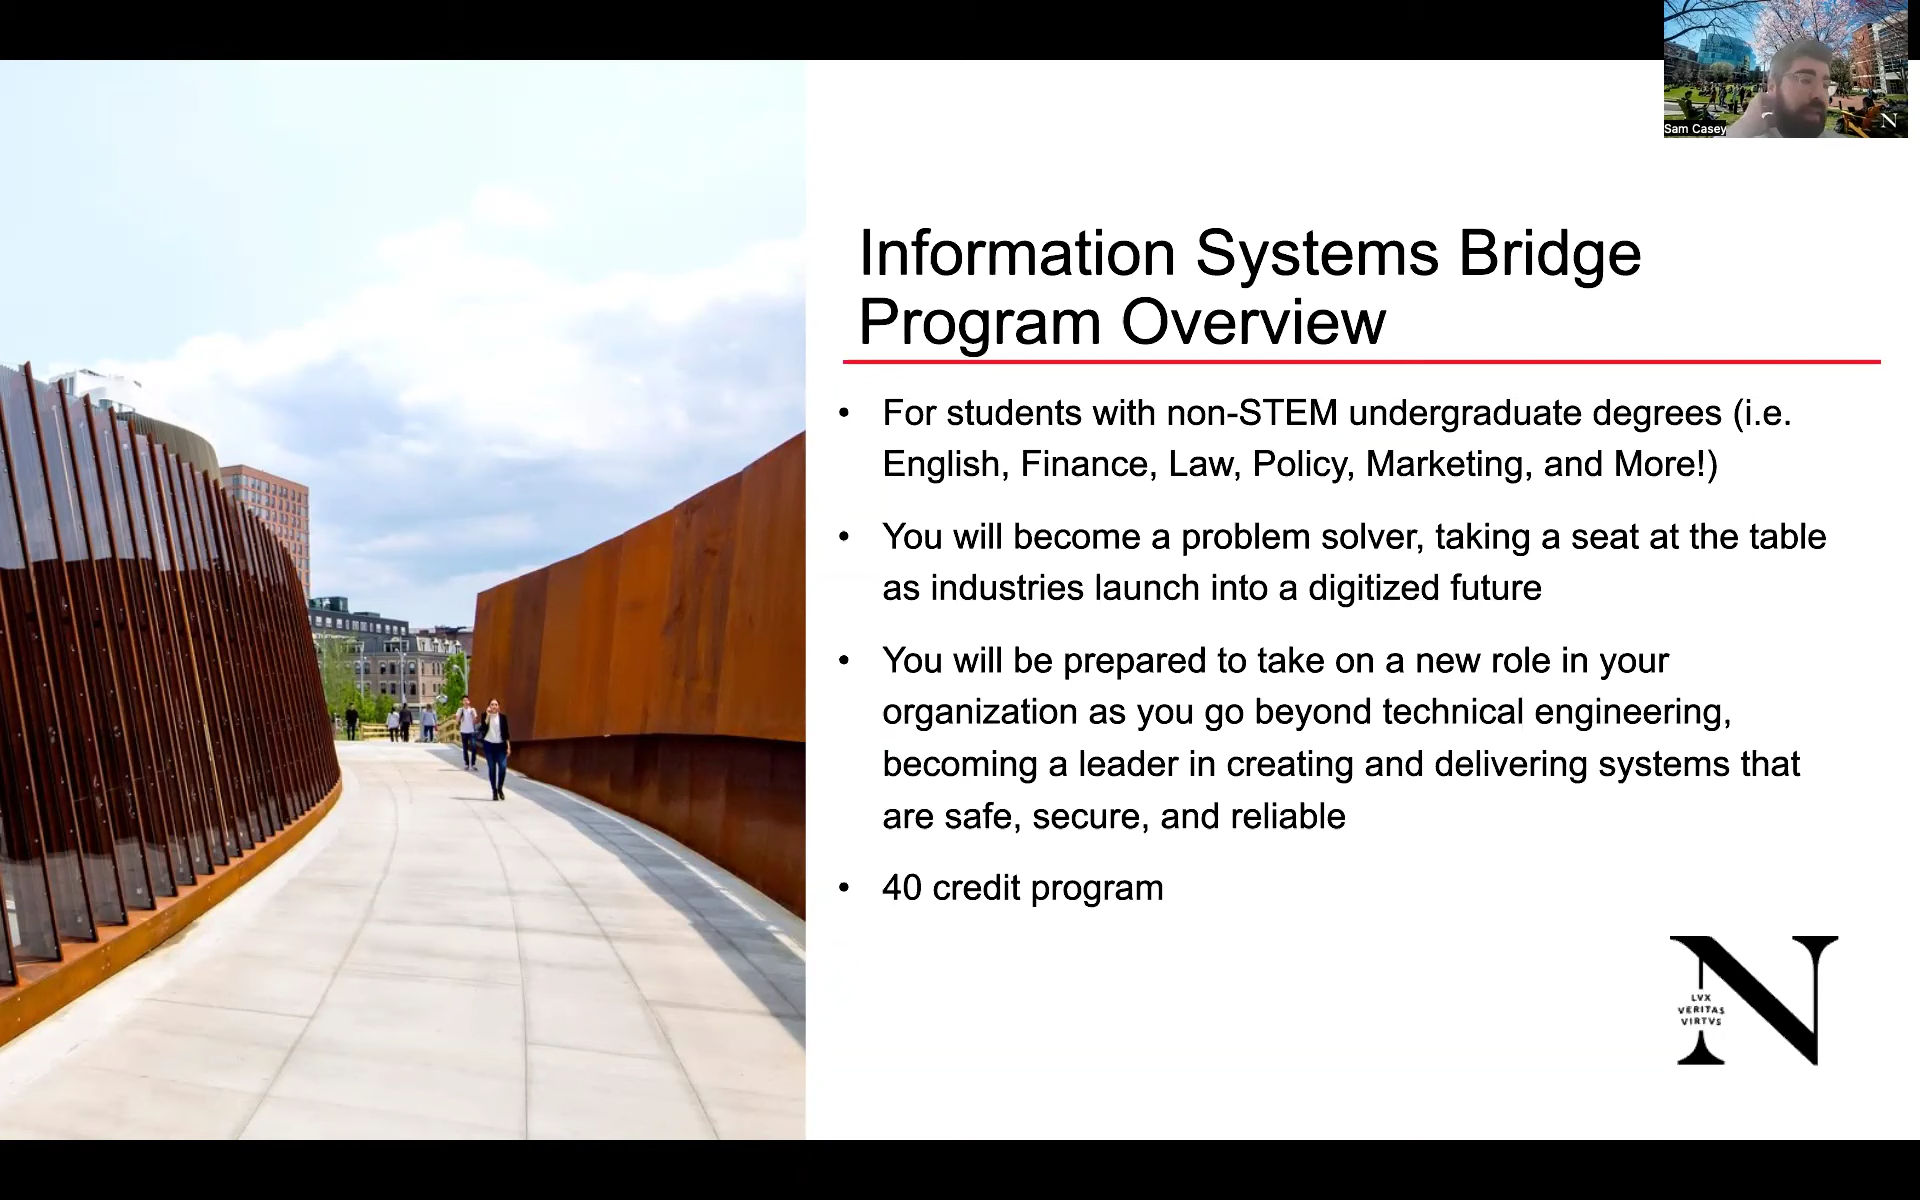 Sam Casey
N
Information Systems Bridge
Program Overview
• For students with non-STEM undergraduate degrees (i.e.
English, Finance, Law, Policy, Marketing, and More!)
• You will become a problem solver, taking a seat at the table
as industries launch into a digitized future
• You will be prepared to take on a new role in your
organization as you go beyond technical engineering,
becoming a leader in creating and delivering systems that
are safe, secure, and reliable
• 40 credit program
N
LVX
VERITAS
VIRTVS